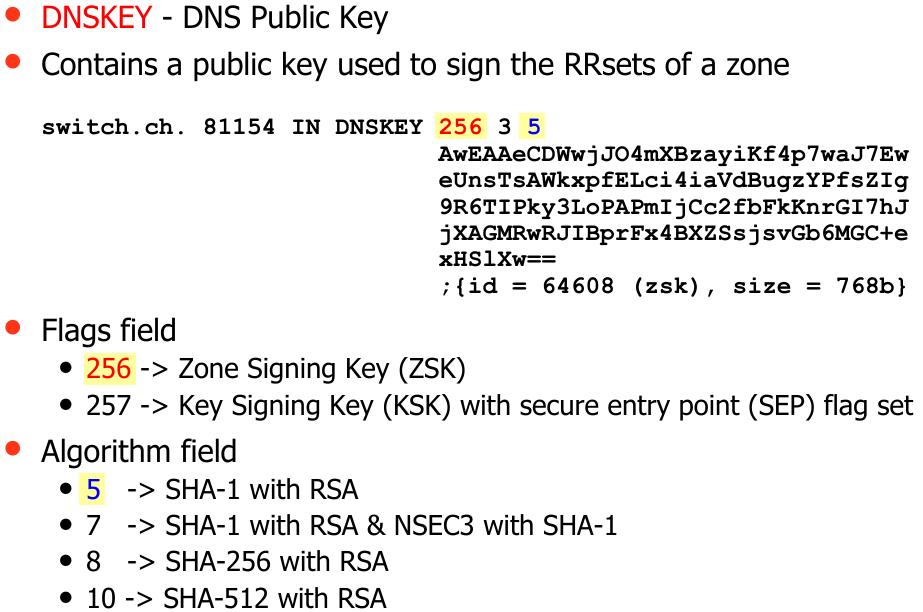 • DNSKEY - DNS Public Key
• Contains a public key used to sign the RRsets of a zone
switch.ch. 81154 IN DNSKEY 256 3 5
AwEAAeCDWwjJO4mXBzayiKf4p7waJ7Ew
eUnsTsAWkxpfELci4iaVdBugzYPfsZIg
9R6TIPky3LoPAPmIjCc2fbFkKnrGI7hJ
jXAGMRwRJIBprFx4BXZSsjsvGb6MGC+e
xHSlXw==
;{id = 64608 (zsk), size = 768b}
• Flags field
• 256 -> Zone Signing Key (ZSK)
• 257 -> Key Signing Key (KSK) with secure entry point (SEP) flag set
• Algorithm field
• 5 -> SHA-1 with RSA
• 7 -> SHA-1 with RSA & NSEC3 with SHA-1
• 8 -> SHA-256 with RSA
• 10 -> SHA-512 with RSA